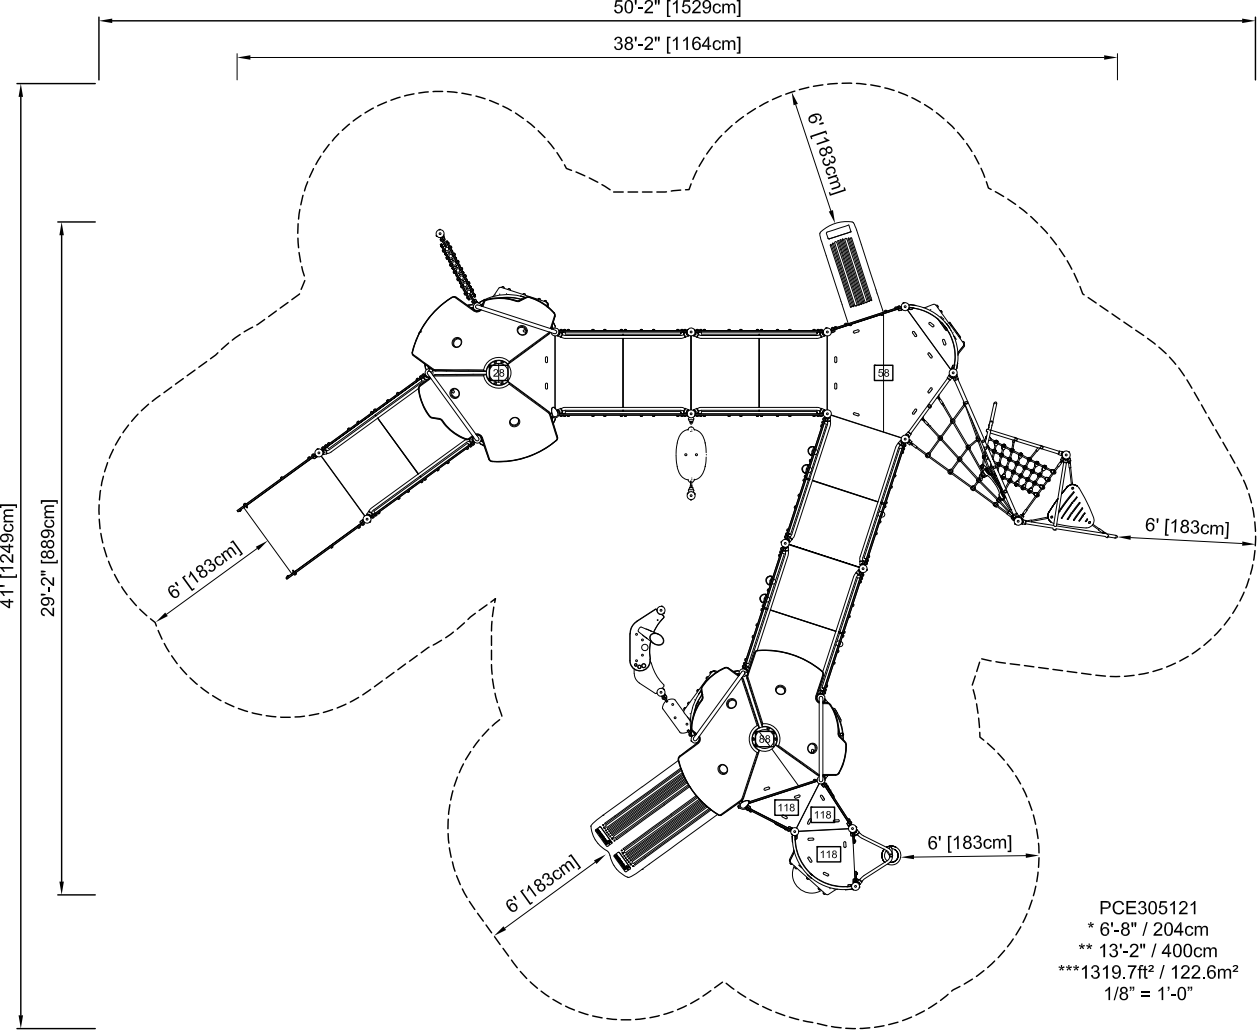 50'-2" [1529cm]
38'-2" [1164cm]
6' [183cm]
41' [1249cm]
29'-2" [889cm]
28
58
6' [183cm]
6' [183cm]
88
118
118
118
6' [183cm]
6' [183cm]
PCE305121
* 6'-8" / 204cm
** 13'-2" / 400cm
***1319.7ft² / 122.6m²
1/8” = 1’-0”